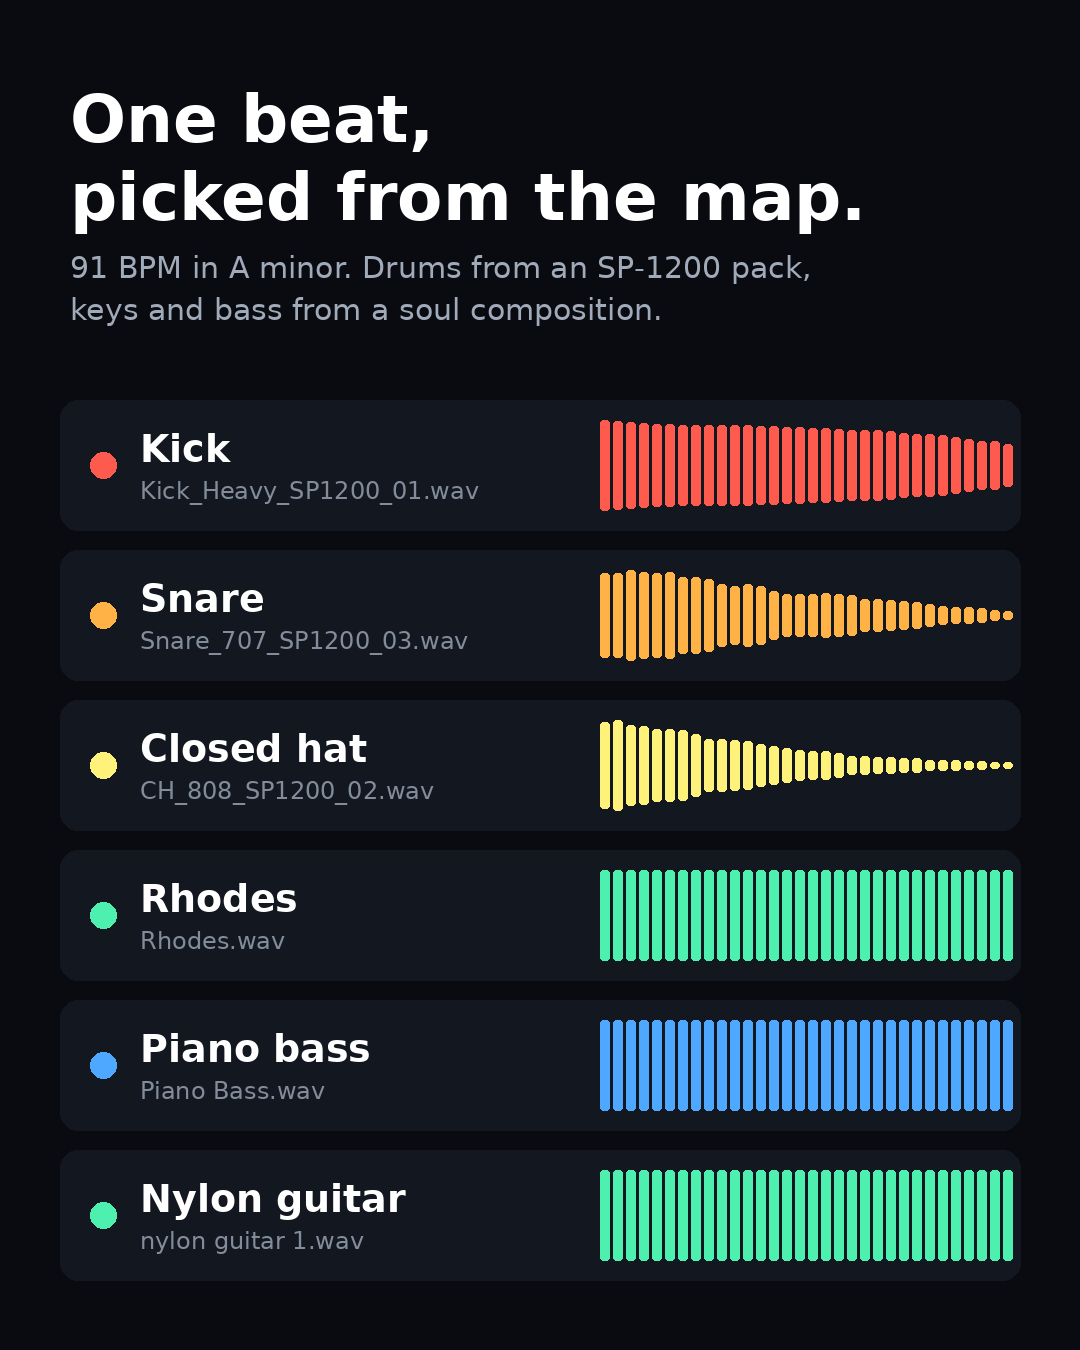 One beat,
picked from the map.
91 BPM in A minor. Drums from an SP-1200 pack,
keys and bass from a soul composition.
Kick
Kick_Heavy_SP1200_01.wav
Snare
Snare_707_SP1200_03.wav
Closed hat
CH_808_SP1200_02.wav
Rhodes
Rhodes.wav
Piano bass
Piano Bass.wav
Nylon guitar
nylon guitar 1.wav